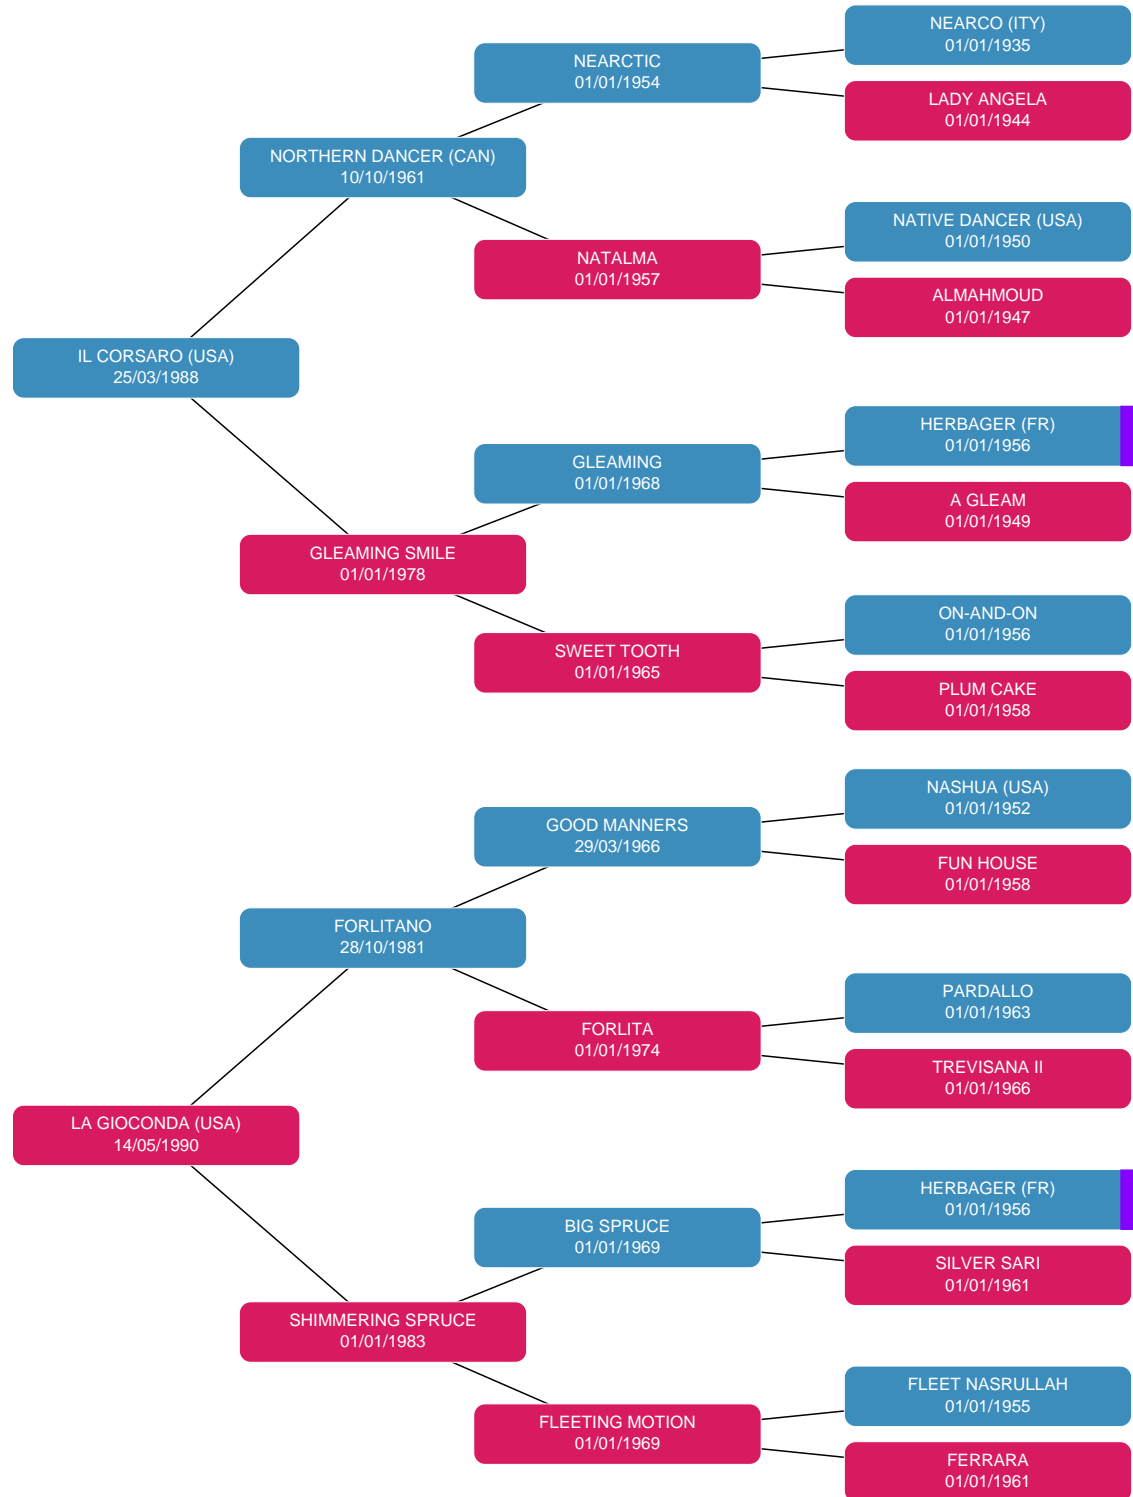 NEARCO (ITY)
01/01/1935
NEARCTIC
01/01/1954
LADY ANGELA
01/01/1944
NORTHERN DANCER (CAN)
10/10/1961
NATIVE DANCER (USA)
01/01/1950
NATALMA
01/01/1957
ALMAHMOUD
01/01/1947
IL CORSARO (USA)
25/03/1988
HERBAGER (FR)
01/01/1956
GLEAMING
01/01/1968
A GLEAM
01/01/1949
GLEAMING SMILE
01/01/1978
ON-AND-ON
01/01/1956
SWEET TOOTH
01/01/1965
PLUM CAKE
01/01/1958
NASHUA (USA)
01/01/1952
GOOD MANNERS
29/03/1966
FUN HOUSE
01/01/1958
FORLITANO
28/10/1981
PARDALLO
01/01/1963
FORLITA
01/01/1974
TREVISANA II
01/01/1966
LA GIOCONDA (USA)
14/05/1990
HERBAGER (FR)
01/01/1956
BIG SPRUCE
01/01/1969
SILVER SARI
01/01/1961
SHIMMERING SPRUCE
01/01/1983
FLEET NASRULLAH
01/01/1955
FLEETING MOTION
01/01/1969
FERRARA
01/01/1961